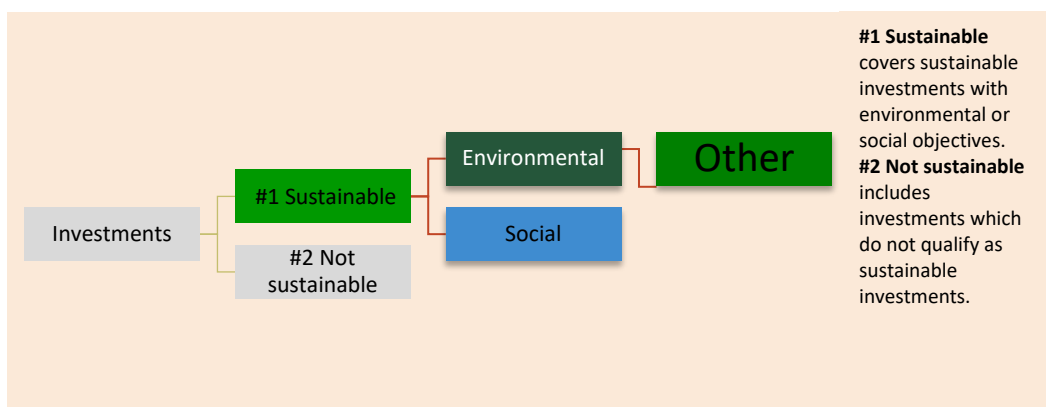 Investments
#1 Sustainable
#2 Not
sustainable
Environmental
Social
Other
#1 Sustainable
covers sustainable
investments with
environmental or
social objectives.
#2 Not sustainable
includes
investments which
do not qualify as
sustainable
investments.